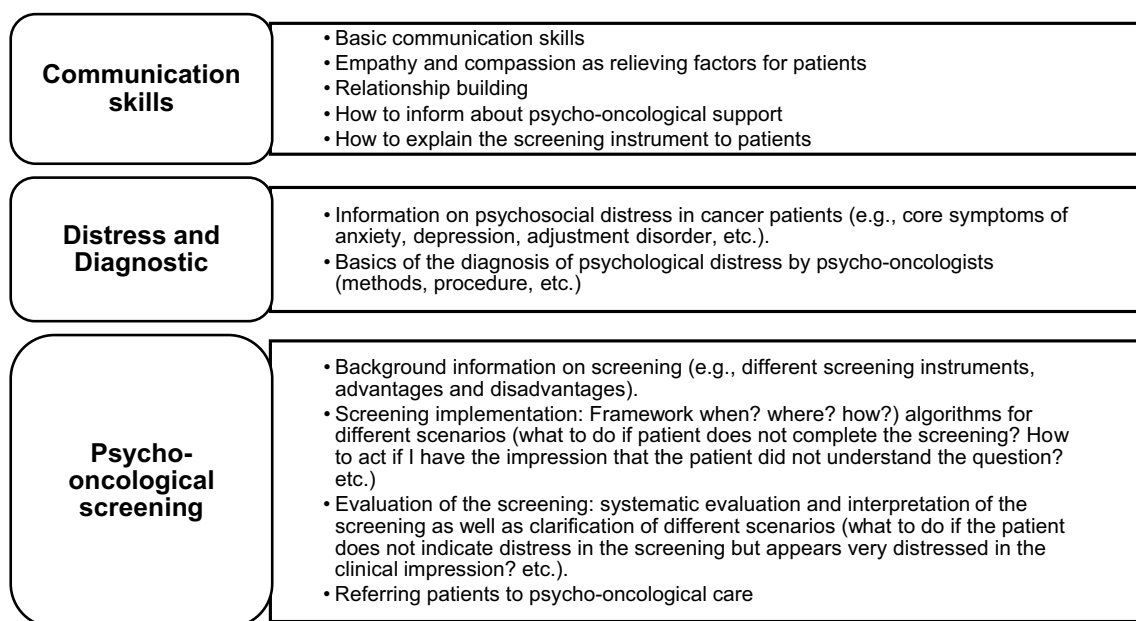 Communication
skills
• Basic communication skills
• Empathy and compassion as relieving factors for patients
• Relationship building
• How to inform about psycho-oncological support
• How to explain the screening instrument to patients
Distress and
Diagnostic
• Information on psychosocial distress in cancer patients (e.g., core symptoms of
anxiety, depression, adjustment disorder, etc.).
• Basics of the diagnosis of psychological distress by psycho-oncologists
(methods, procedure, etc.)
Psycho-
oncological
screening
• Background information on screening (e.g., different screening instruments,
advantages and disadvantages).
• Screening implementation: Framework when? where? how?) algorithms for
different scenarios (what to do if patient does not complete the screening? How
to act if I have the impression that the patient did not understand the question?
etc.)
• Evaluation of the screening: systematic evaluation and interpretation of the
screening as well as clarification of different scenarios (what to do if the patient
does not indicate distress in the screening but appears very distressed in the
clinical impression? etc.).
• Referring patients to psycho-oncological care